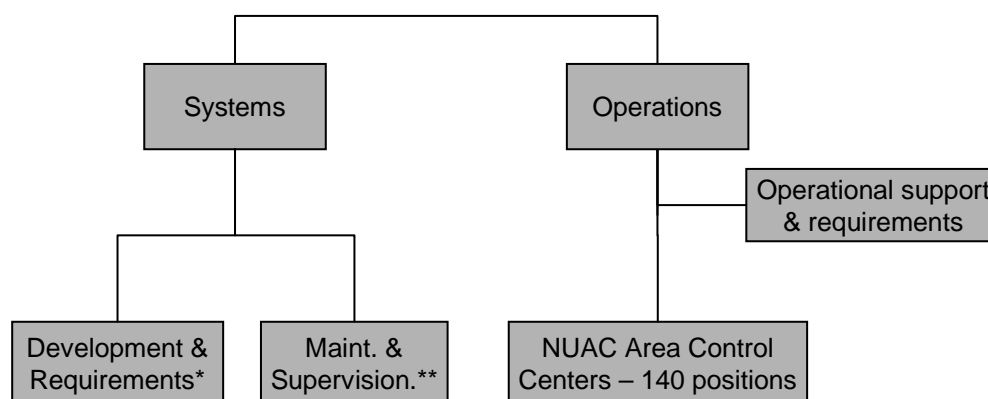 Systems
Operations
Operational support
& requirements
Development &
Requirements*
Maint. &
Supervision.**
NUAC Area Control
Centers – 140 positions